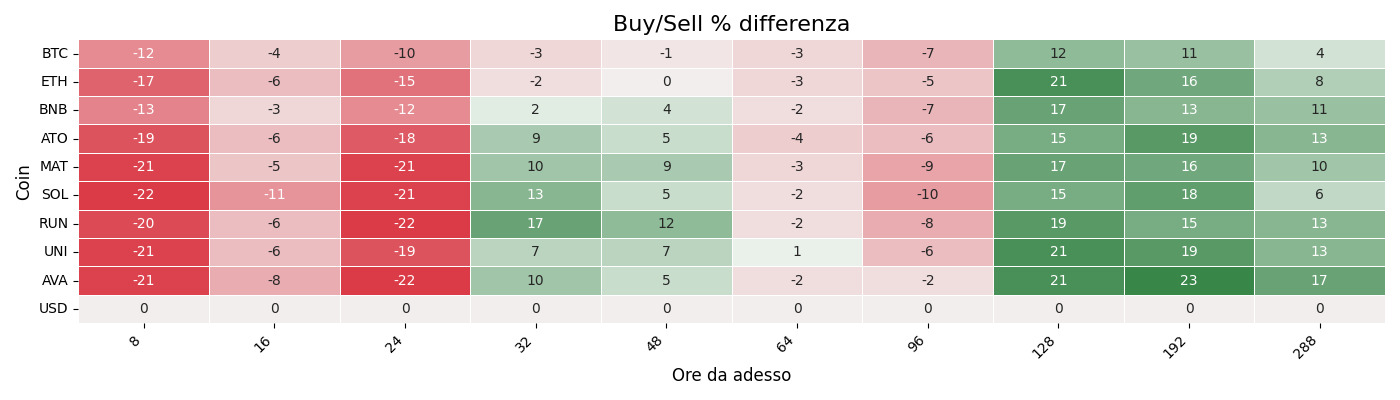 Buy/Sell % differenza
Coin
BTC -12 -4 -10 -3 -1 -3 -7 12 11 4
ETH -17 -6 -15 -2 0 -3 -5 21 16 8
BNB -13 -3 -12 2 4 -2 -7 17 13 11
ATO -19 -6 -18 9 5 -4 -6 15 19 13
MAT -21 -5 -21 10 9 -3 -9 17 16 10
SOL -22 -11 -21 13 5 -2 -10 15 18 6
RUN -20 -6 -22 17 12 -2 -8 19 15 13
UNI -21 -6 -19 7 7 1 -6 21 19 13
AVA -21 -8 -22 10 5 -2 -2 21 23 17
USD 0 0 0 0 0 0 0 0 0 0
8 16 24 32 48 64 96 128 192 288
Ore da adesso